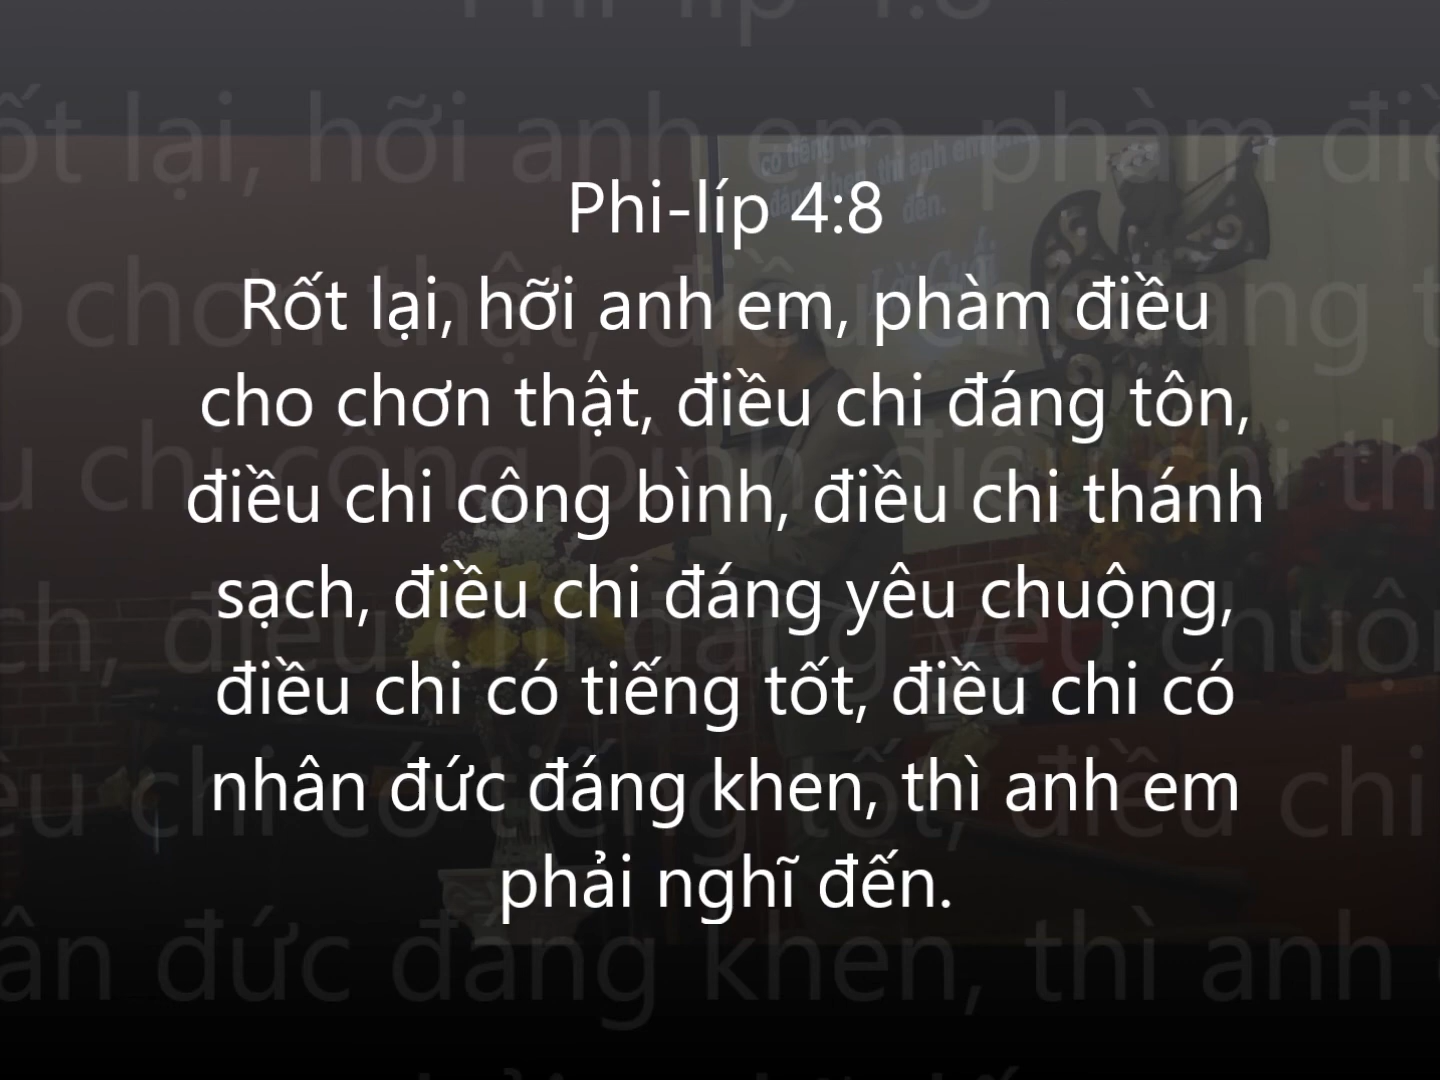 Phi-líp 4:8
Rốt lại, hỡi anh em, phàm điều
cho chơn thật, điều chi đáng tôn,
điều chi công bình, điều chi thánh
sạch, điều chi đáng yêu chuộng,
điều chi có tiếng tốt, điều chi có
nhân đức đáng khen, thì anh em
phải nghĩ đến.